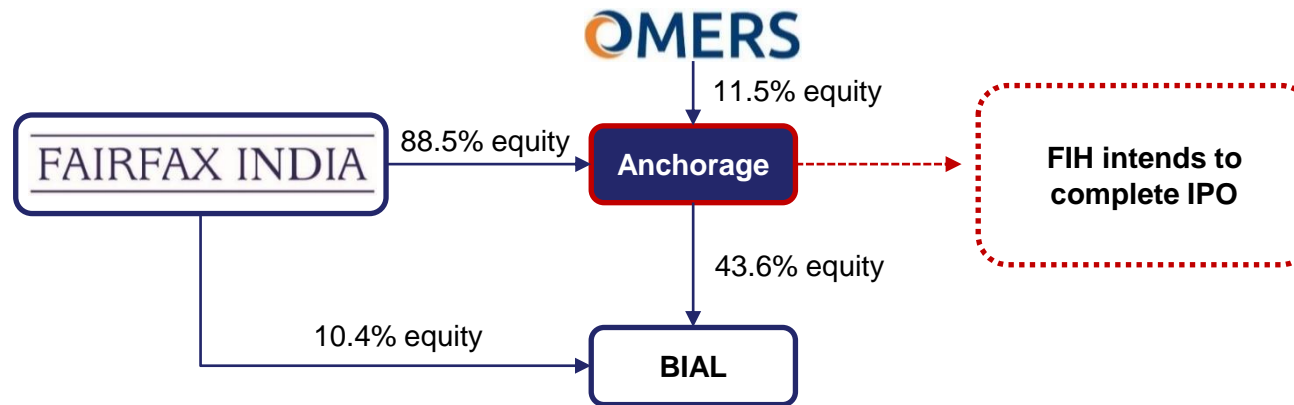 OMERS
11.5% equity
FAIRFAX INDIA
88.5% equity
Anchorage
FIH intends to
complete IPO
43.6% equity
10.4% equity
BIAL